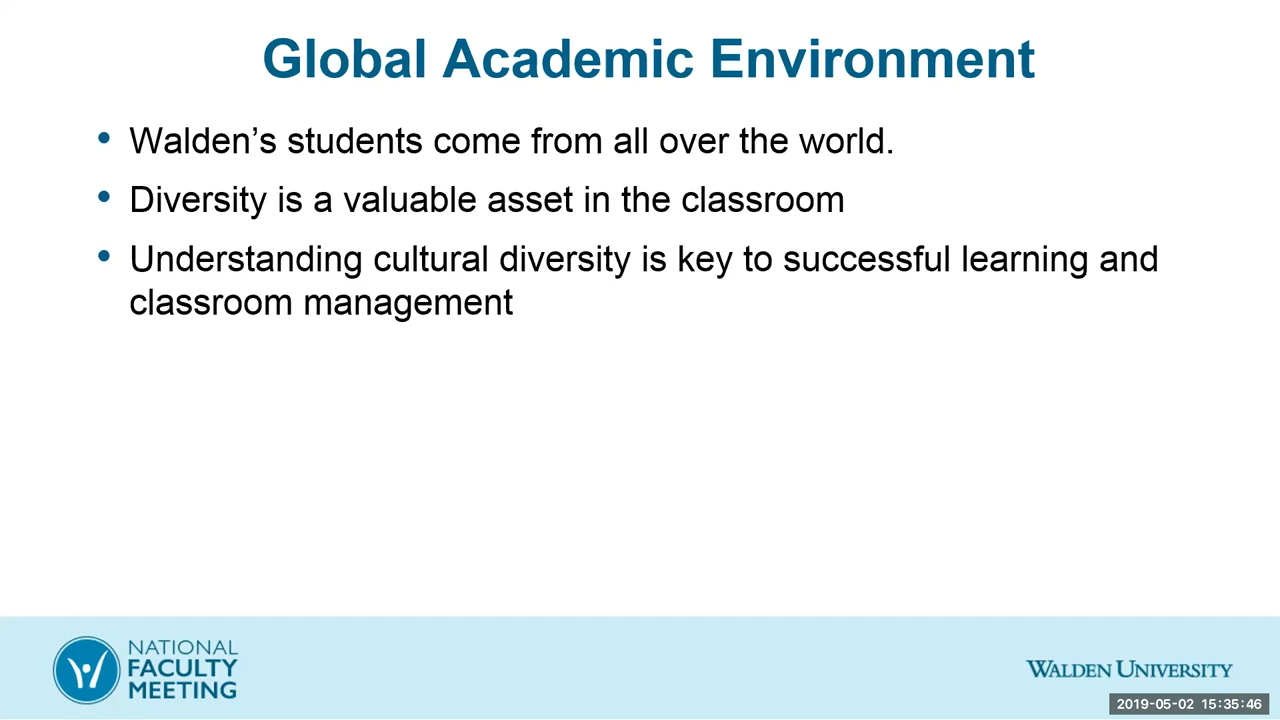 Global Academic Environment
• Walden’s students come from all over the world.
• Diversity is a valuable asset in the classroom
• Understanding cultural diversity is key to successful learning and
classroom management
NATIONAL
FACULTY
MEETING
WALDEN UNIVERSITY
2019-05-02 15:35:46